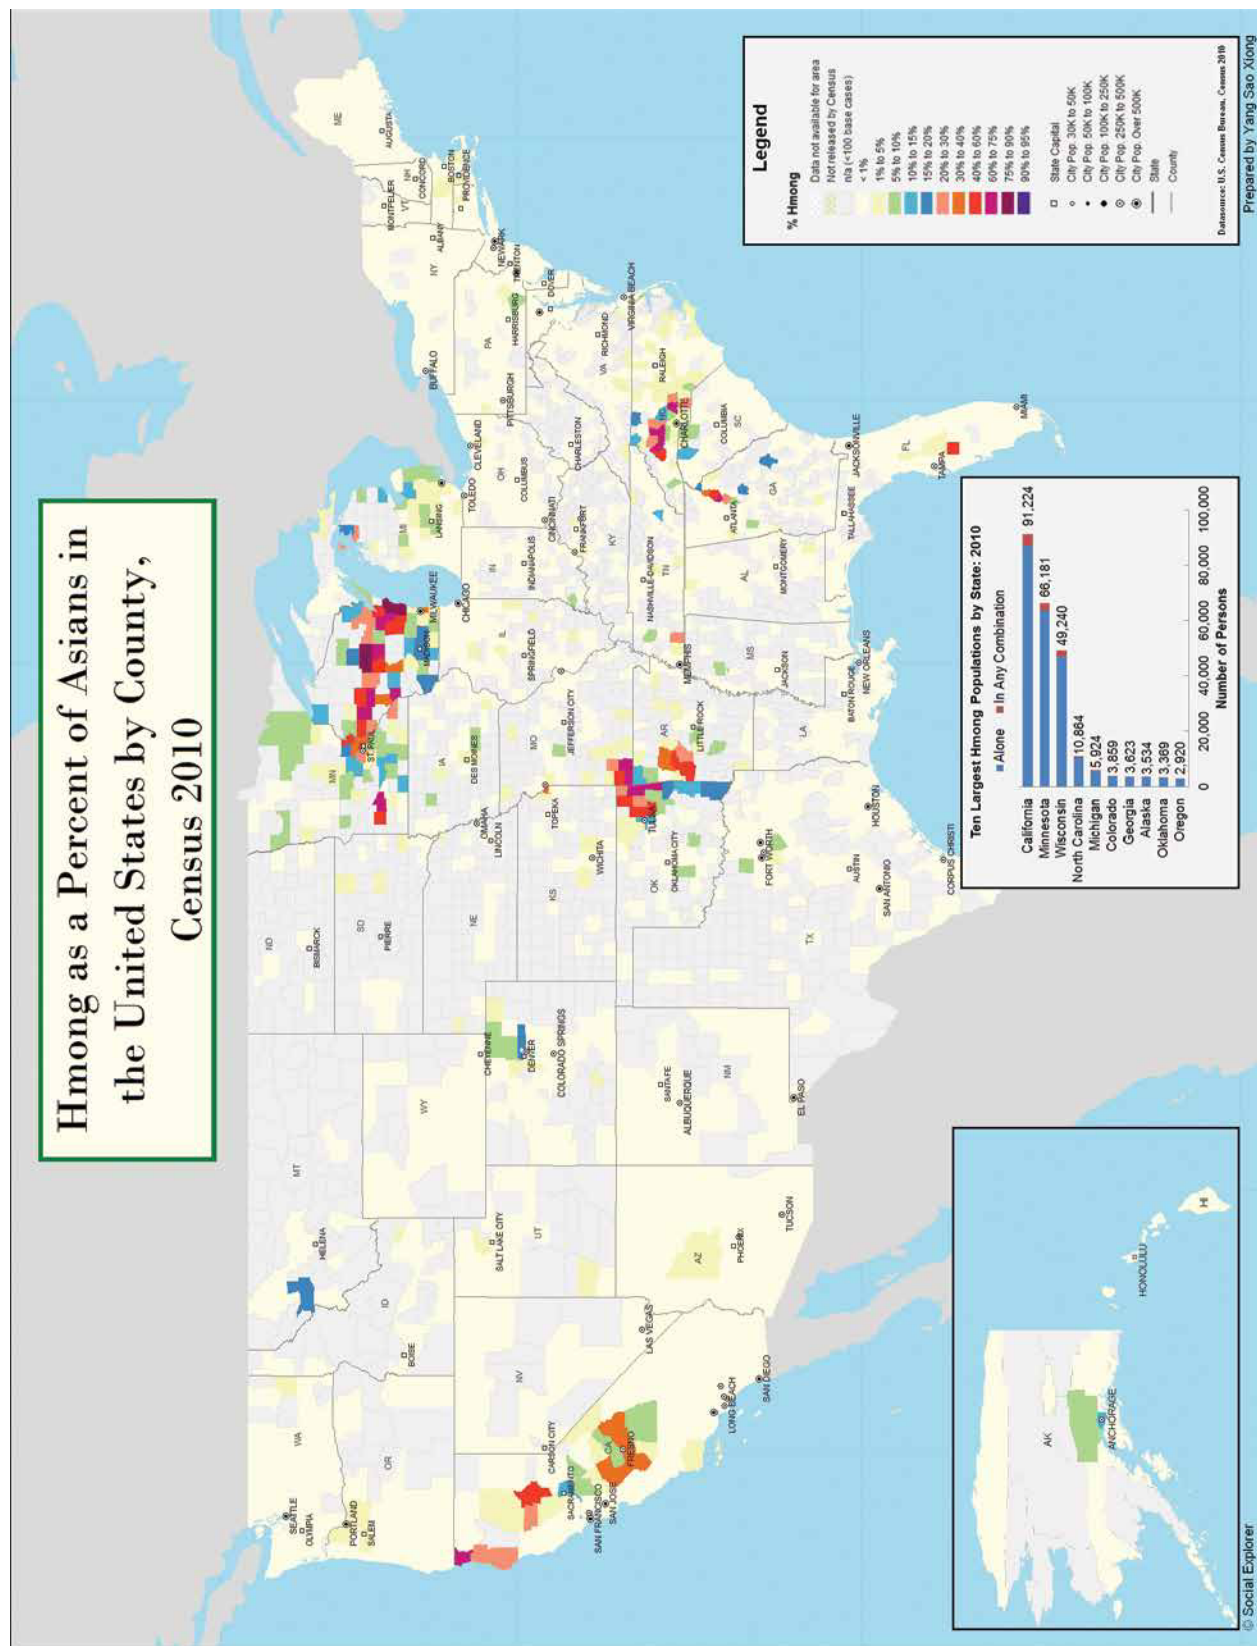 Hmong as a Percent of Asians in
the United States by County,
Census 2010
WA
SEATTLE
OLYMPIA
PORTLAND
SALEM
OR
ID
BOISE
MT
HELENA
WY
ND
BISMARCK
SD
PIERRE
NE
OMAHA
LINCOLN
CHEYENNE
DENVER
COLORADO SPRINGS
NV
CARSON CITY
LAS VEGAS
UT
SALT LAKE CITY
CA
SACRAMENTO
SAN FRANCISCO
SAN JOSE
FRESNO
LONG BEACH
SAN DIEGO
AZ
PHOENIX
TUCSON
NM
SANTA FE
ALBUQUERQUE
EL PASO
KS
TOPEKA
WICHITA
OK
OKLAHOMA CITY
TULSA
TX
FORT WORTH
AUSTIN
SAN ANTONIO
HOUSTON
CORPUS CHRISTI
MN
ST. PAUL
IA
DES MOINES
MO
JEFFERSON CITY
AR
LITTLE ROCK
LA
BATON ROUGE
NEW ORLEANS
MADISON
MILWAUKEE
IL
CHICAGO
SPRINGFIELD
MI
LANSING
IN
INDIANAPOLIS
OH
TOLEDO
CLEVELAND
COLUMBUS
CINCINNATI
KY
FRANKFORT
TN
NASHVILLE-DAVIDSON
MEMPHIS
MS
JACKSON
AL
MONTGOMERY
GA
ATLANTA
FL
TALLAHASSEE
JACKSONVILLE
TAMPA
MIAMI
SC
COLUMBIA
NC
CHARLOTTE
RALEIGH
VA
RICHMOND
VIRGINIA BEACH
CHARLESTON
PA
PITTSBURGH
HARRISBURG
DOVER
TRENTON
NEWARK
NY
BUFFALO
ALBANY
VT
MONTPELIER
NH
CONCORD
BOSTON
PROVIDENCE
ME
AUGUSTA
AK
ANCHORAGE
HONOLULU
HI
Ten Largest Hmong Populations by State: 2010
Alone In Any Combination
California 91,224
Minnesota 66,181
Wisconsin 49,240
North Carolina 10,864
Michigan 5,924
Colorado 3,859
Georgia 3,623
Alaska 3,534
Oklahoma 3,369
Oregon 2,920
0 20,000 40,000 60,000 80,000 100,000
Number of Persons
Legend
% Hmong
Data not available for area
Not released by Census
n/a (<100 base cases)
< 1%
1% to 5%
5% to 10%
10% to 15%
15% to 20%
20% to 30%
30% to 40%
40% to 60%
60% to 75%
75% to 90%
90% to 95%
State Capital
City Pop. 30K to 50K
City Pop. 50K to 100K
City Pop. 100K to 250K
City Pop. 250K to 500K
City Pop. Over 500K
State
County
Datasource: U.S. Census Bureau, Census 2010
© Social Explorer
Prepared by Yang Sao Xiong